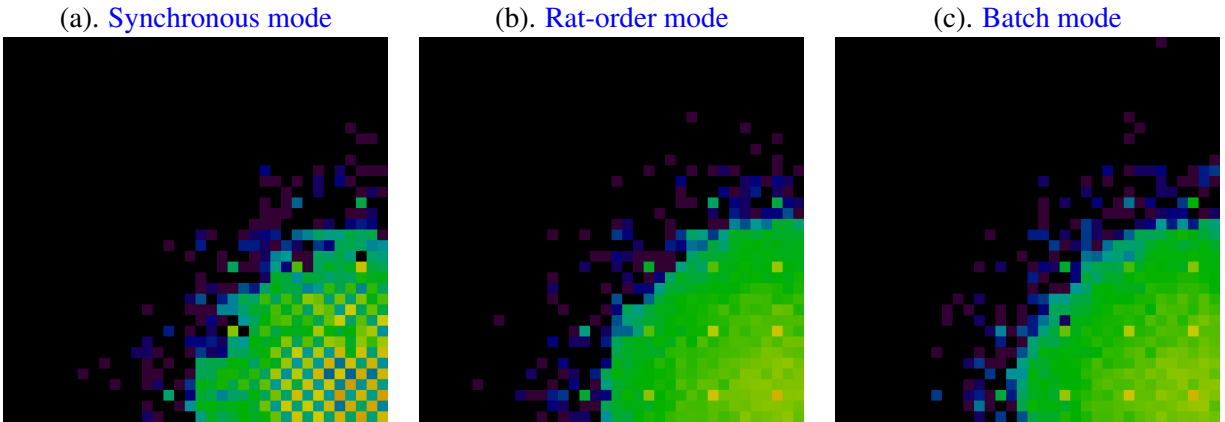 (a). Synchronous mode
(b). Rat-order mode
(c). Batch mode